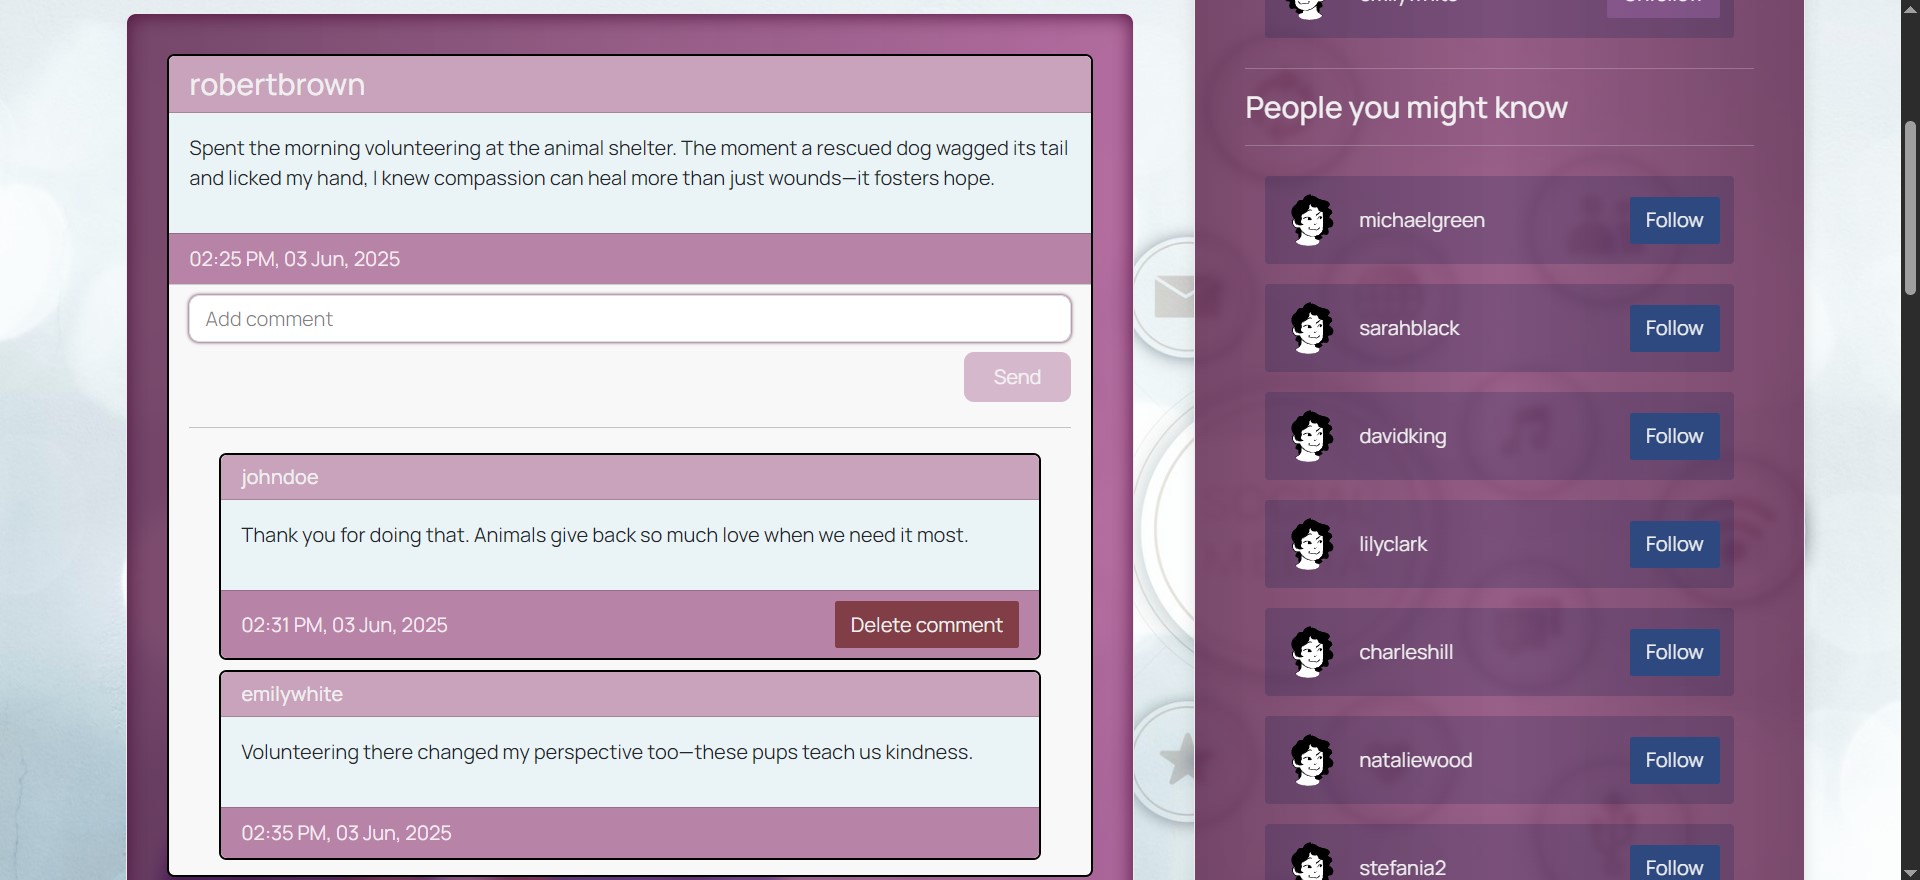 robertbrown
Spent the morning volunteering at the animal shelter. The moment a rescued dog wagged its tail
and licked my hand, I knew compassion can heal more than just wounds—it fosters hope.
02:25 PM, 03 Jun, 2025
Add comment
Send
johndoe
Thank you for doing that. Animals give back so much love when we need it most.
02:31 PM, 03 Jun, 2025
Delete comment
emilywhite
Volunteering there changed my perspective too—these pups teach us kindness.
02:35 PM, 03 Jun, 2025
People you might know
michaelgreen
Follow
sarahblack
Follow
davidking
Follow
lilyclark
Follow
charleshill
Follow
nataliewood
Follow
stefania2
Follow